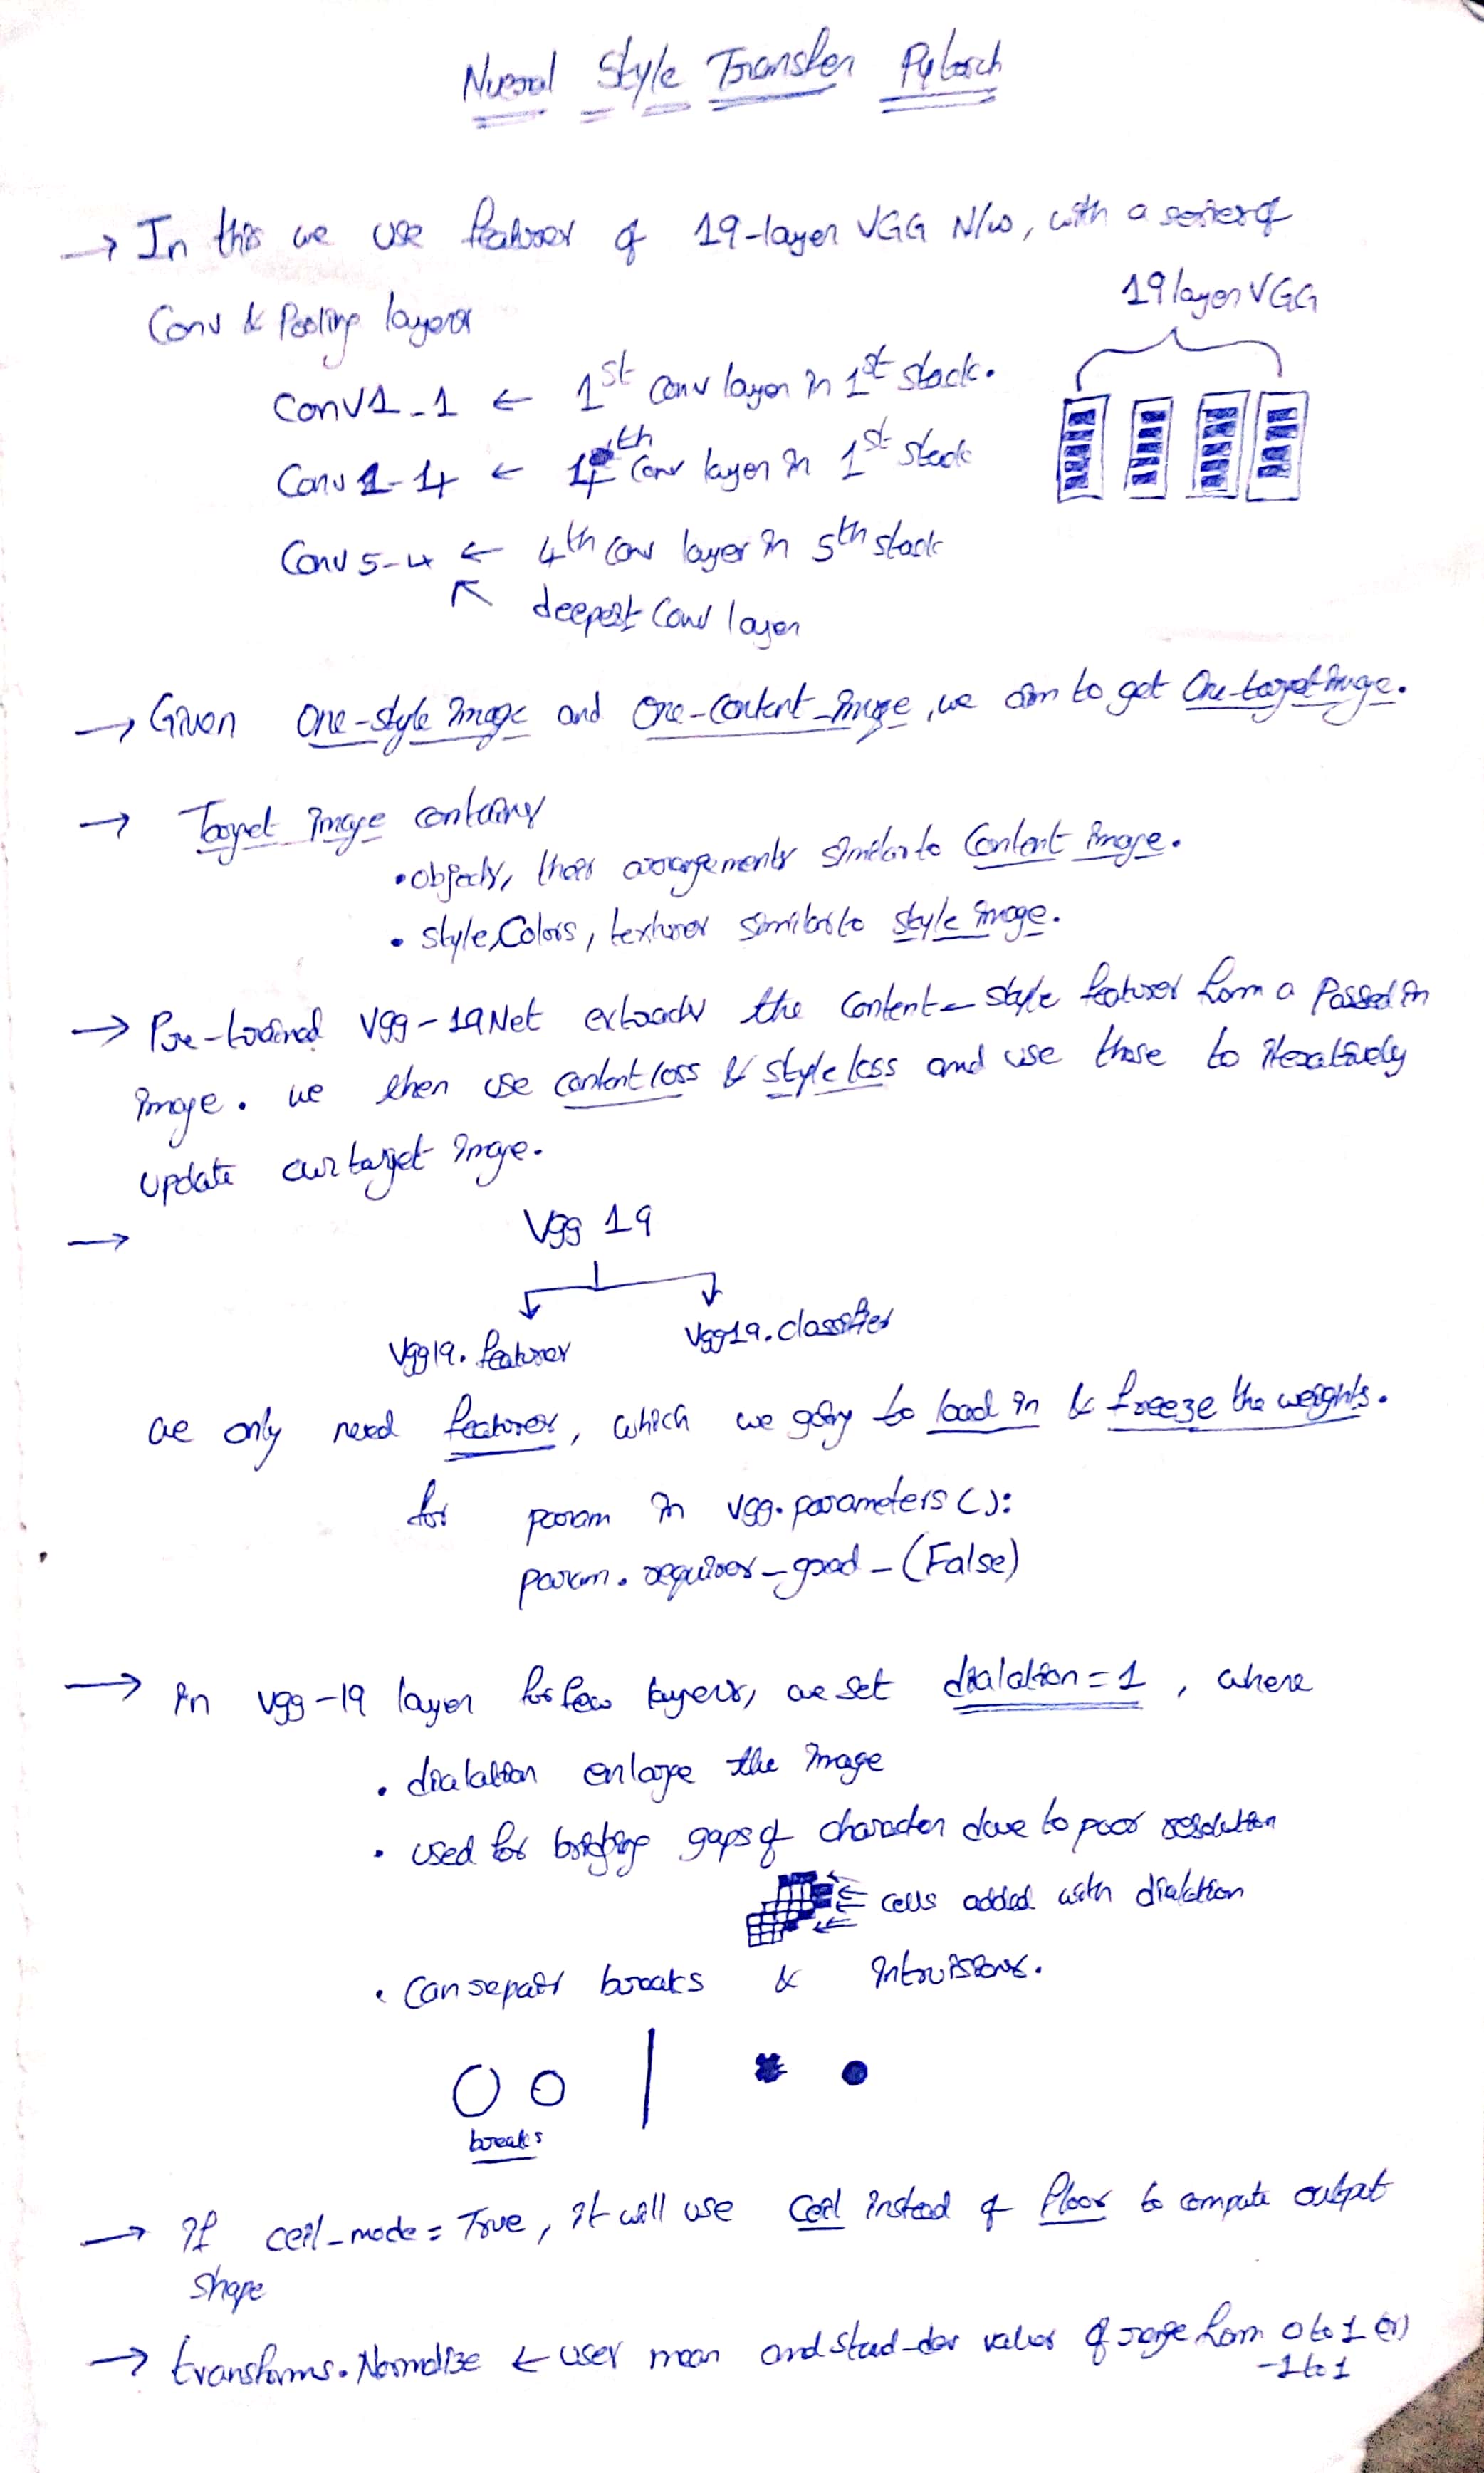 Nueral Style Transfer Pytorch
→ In this we use features of 19-layer VGG N/w, with a series of
Conv & Pooling layers
19 layer VGG
Conv1-1 ← 1st conv layer in 1st stack.
Conv 1-4 ← 4th Conv layer in 1st stack
Conv 5-4 ← 4th conv layer in 5th stack
deepest Conv layer
→ Given One-style image and One-content-image, we aim to get One-target image.
→ Target image contains
• objects, their arrangements similar to Content image.
• style, Colors, textures similar to style image.
→ Pre-trained Vgg-19 Net extracts the content - style features from a passed in
image. we then use content loss & style loss and use those to iteratively
update our target image.
→ Vgg 19
Vgg19.features Vgg19.classifier
we only need features, which we going to load in & freeze the weights.
for param in vgg.parameters():
param.requires_grad_(False)
→ in vgg-19 layer for few layers, we set dialation = 1, where
• dialation enlarge the image
• used for bridging gaps of character due to poor resolution
← cells added with dialation
• Can repair breaks & intruissions.
breaks
→ If ceil_mode = True, it will use Ceil instead of Floor to compute output
shape
→ transforms.Normalize ← uses mean and stad_dev values of range from 0 to 1 (or)
-1 to 1